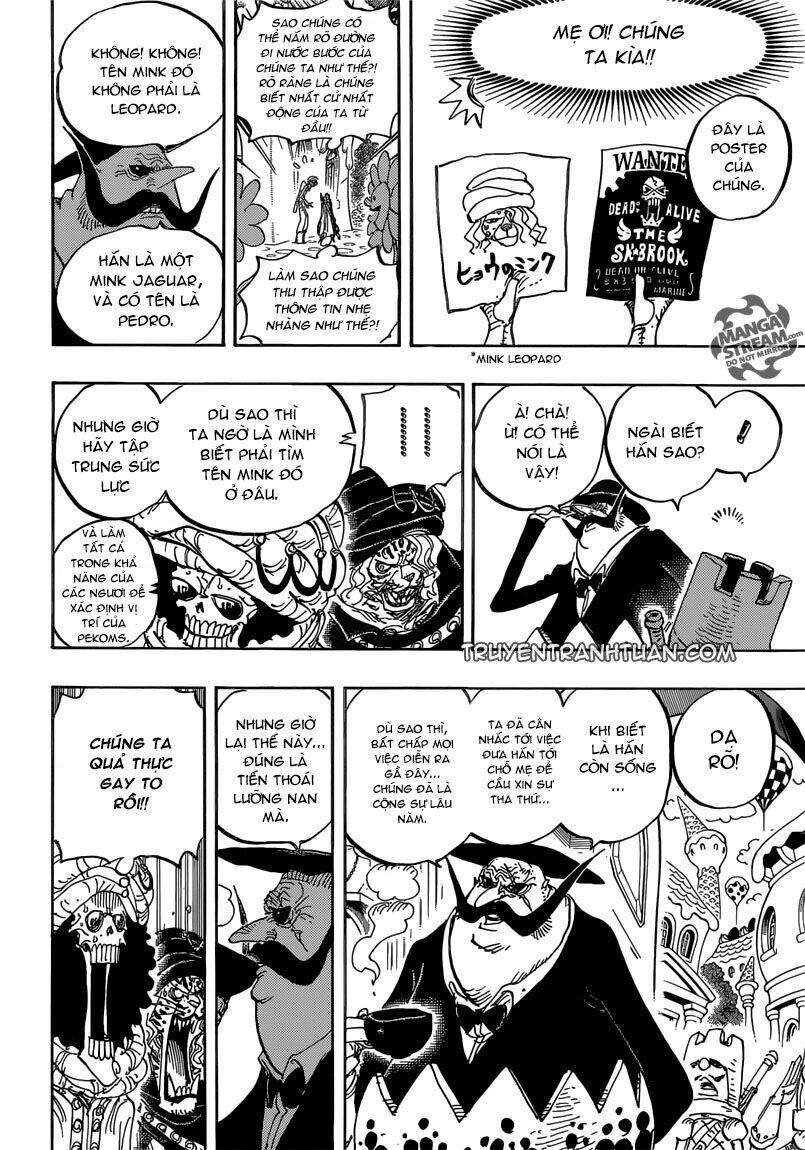 MẸ ƠI! CHÚNG
TA KÌA!!
ĐÂY LÀ
POSTER
CỦA
CHÚNG.
WANTE
DEAD ALIVE
THE
BROOK
MARINE
ヒョウのミンク
*MINK LEOPARD
SAO CHÚNG CÓ
THỂ NẮM RÕ ĐƯỜNG
ĐI NƯỚC BƯỚC CỦA
CHÚNG TA NHƯ THẾ?!
RÕ RÀNG LÀ CHÚNG
BIẾT NHẤT CỬ NHẤT
ĐỘNG CỦA TA TỪ
ĐẦU!!
LÀM SAO CHÚNG
THU THẬP ĐƯỢC
THÔNG TIN NHẸ
NHÀNG NHƯ THẾ?!
KHÔNG! KHÔNG!
TÊN MINK ĐÓ
KHÔNG PHẢI LÀ
LEOPARD.
HẮN LÀ MỘT
MINK JAGUAR,
VÀ CÓ TÊN LÀ
PEDRO.
MANGA
STREAM.com
DO NOT MIRROR
!
NGÀI BIẾT
HẮN SAO?
À! CHÀ!
Ừ! CÓ THỂ
NÓI LÀ
VẬY!
DÙ SAO THÌ
TA NGỜ LÀ MÌNH
BIẾT PHẢI TÌM
TÊN MINK ĐÓ
Ở ĐÂU.
NHƯNG GIỜ
HÃY TẬP
TRUNG SỨC
LỰC
VÀ LÀM
TẤT CẢ
TRONG KHẢ
NĂNG CỦA
CÁC NGƯƠI ĐỂ
XÁC ĐỊNH VỊ
TRÍ CỦA
PEKOMS.
TRUYENTRANHTUAN.COM
DẠ
RÕ!
KHI BIẾT
LÀ HẮN
CÒN SỐNG
...
TA ĐÃ CÂN
NHẮC TỚI VIỆC
ĐƯA HẮN TỚI
CHỖ MẸ ĐỂ
CẦU XIN SỰ
THA THỨ...
DÙ SAO THÌ,
BẤT CHẤP MỌI
VIỆC DIỄN RA
GẦ ĐÂY...
CHÚNG ĐÃ LÀ
CỘNG SỰ LÂU
NĂM.
NHƯNG GIỜ
LẠI THẾ NÀY...
ĐÚNG LÀ
TIẾN THOÁI
LƯỠNG NAN
MÀ.
CHÚNG TA
QUẢ THỰC
GAY TO
RỒI!!